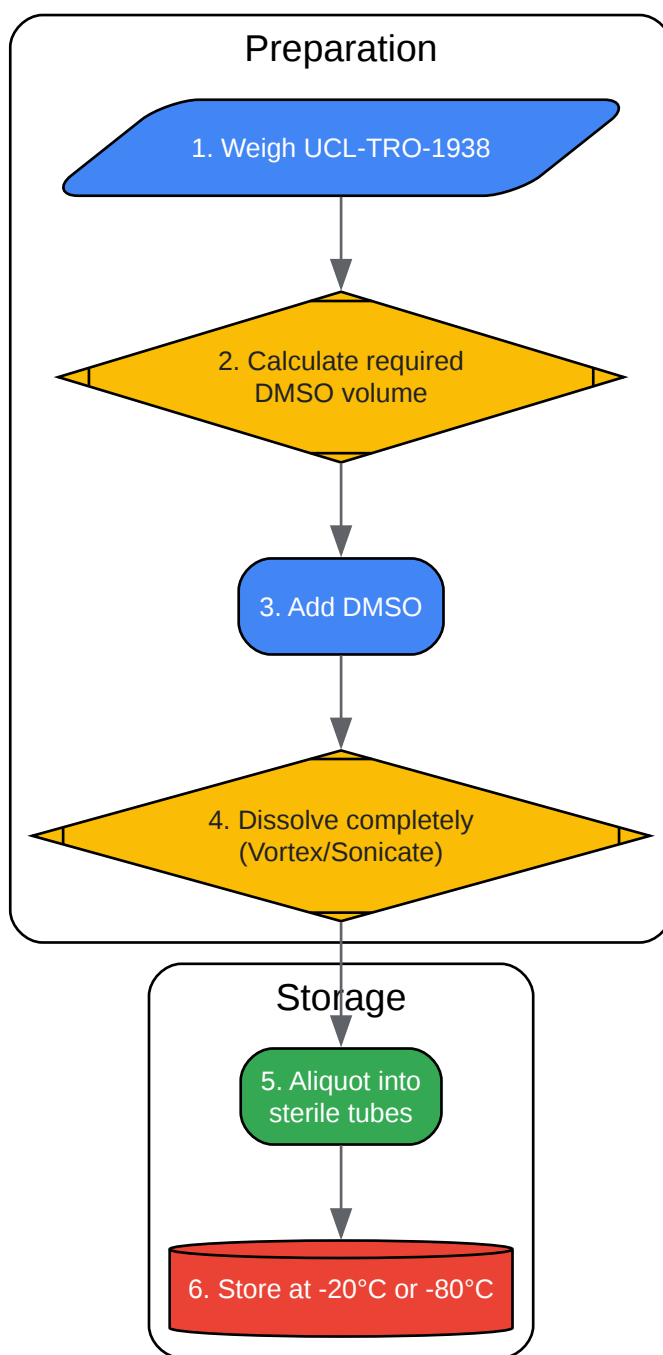 Preparation
1. Weigh UCL-TRO-1938
2. Calculate required
DMSO volume
3. Add DMSO
4. Dissolve completely
(Vortex/Sonicate)
Storage
5. Aliquot into
sterile tubes
6. Store at -20°C or -80°C